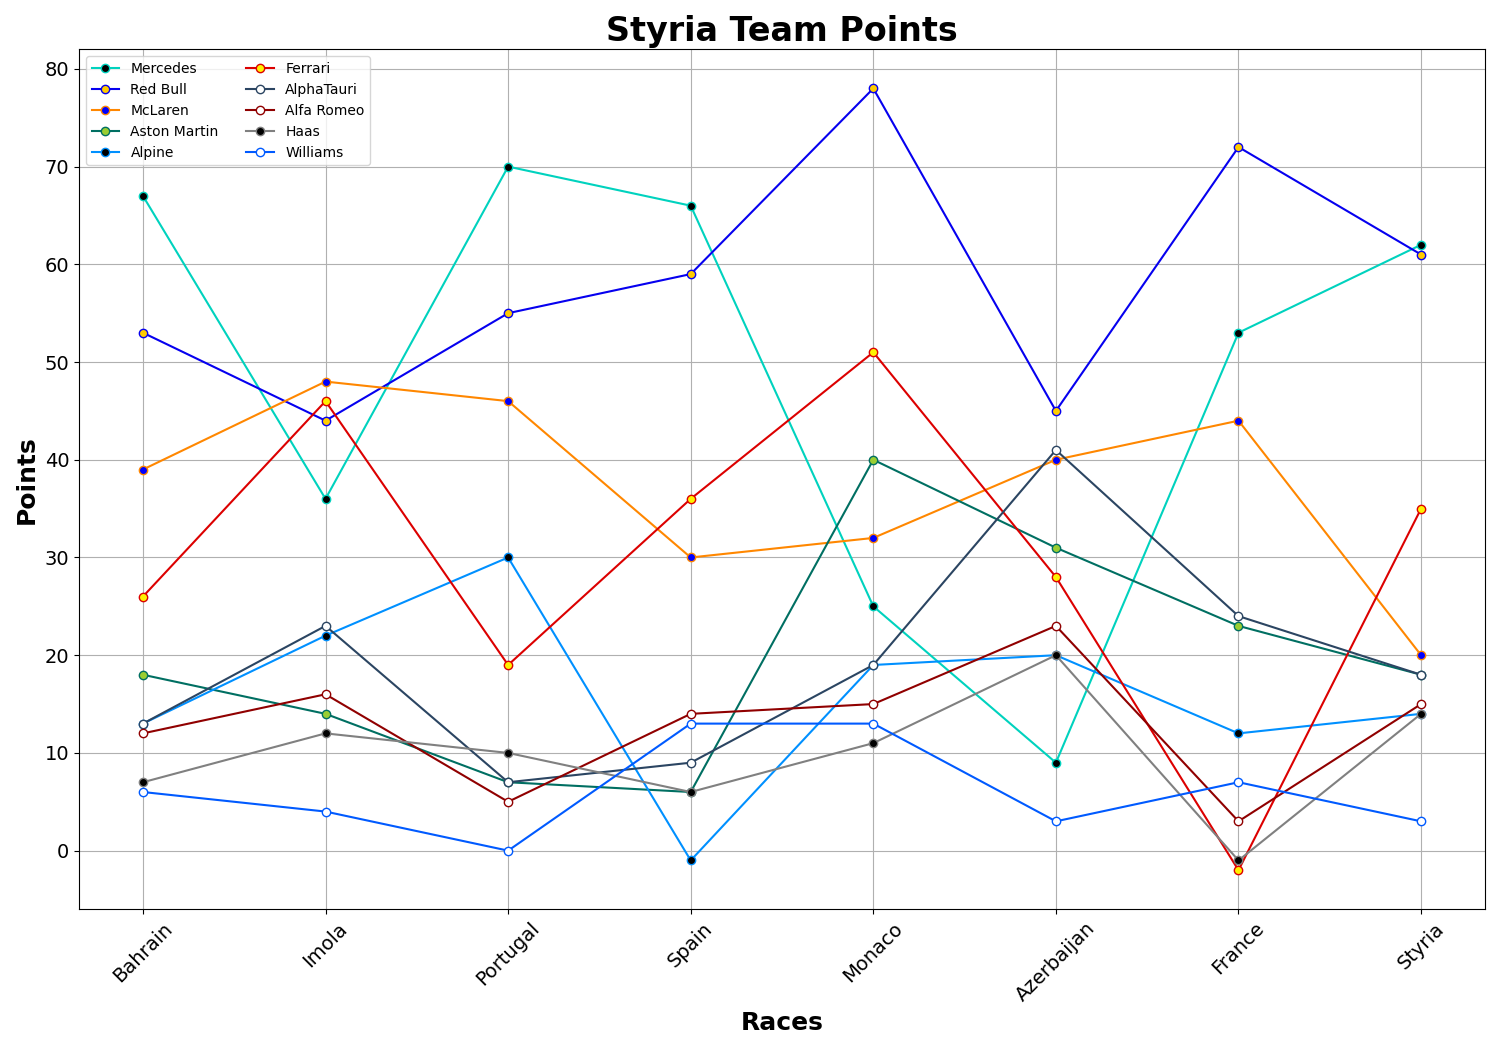 Styria Team Points
Mercedes
Red Bull
McLaren
Aston Martin
Alpine
Ferrari
AlphaTauri
Alfa Romeo
Haas
Williams
Points
80
70
60
50
40
30
20
10
0
Bahrain
Imola
Portugal
Spain
Monaco
Azerbaijan
France
Styria
Races